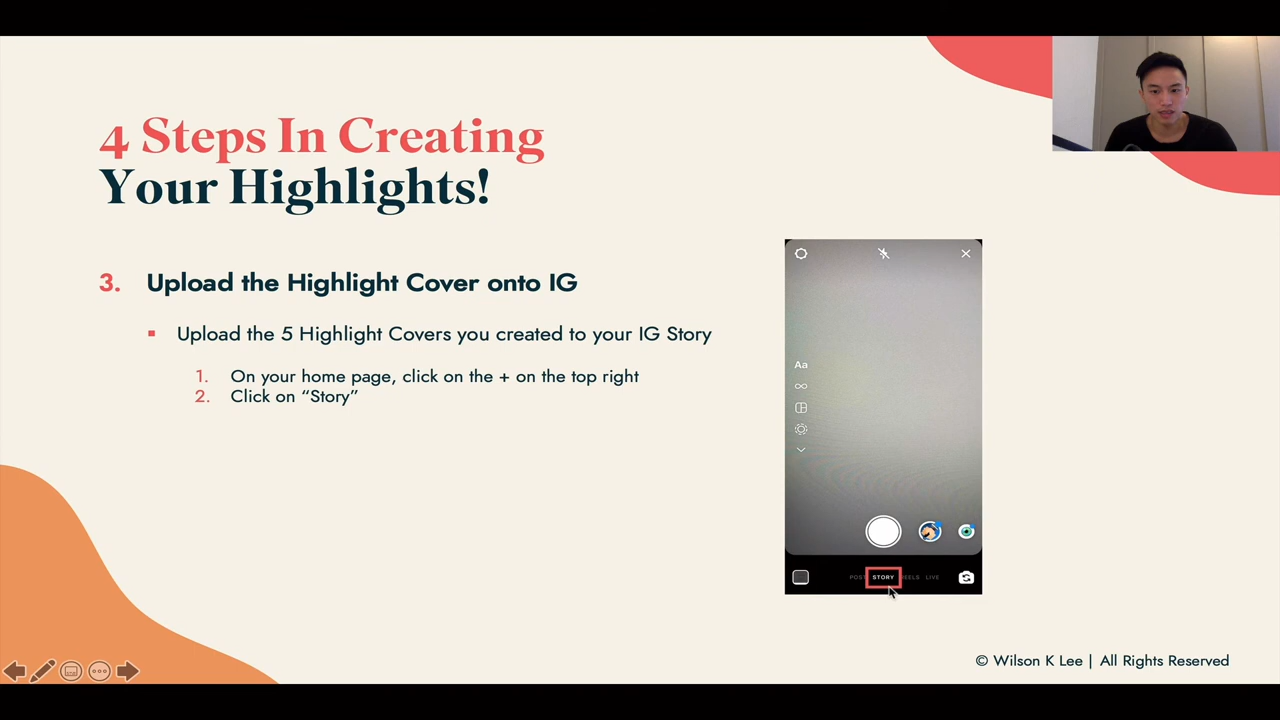 4 Steps In Creating
Your Highlights!
3. Upload the Highlight Cover onto IG
▪ Upload the 5 Highlight Covers you created to your IG Story
1. On your home page, click on the + on the top right
2. Click on “Story”
Aa
POST STORY REELS LIVE
© Wilson K Lee | All Rights Reserved